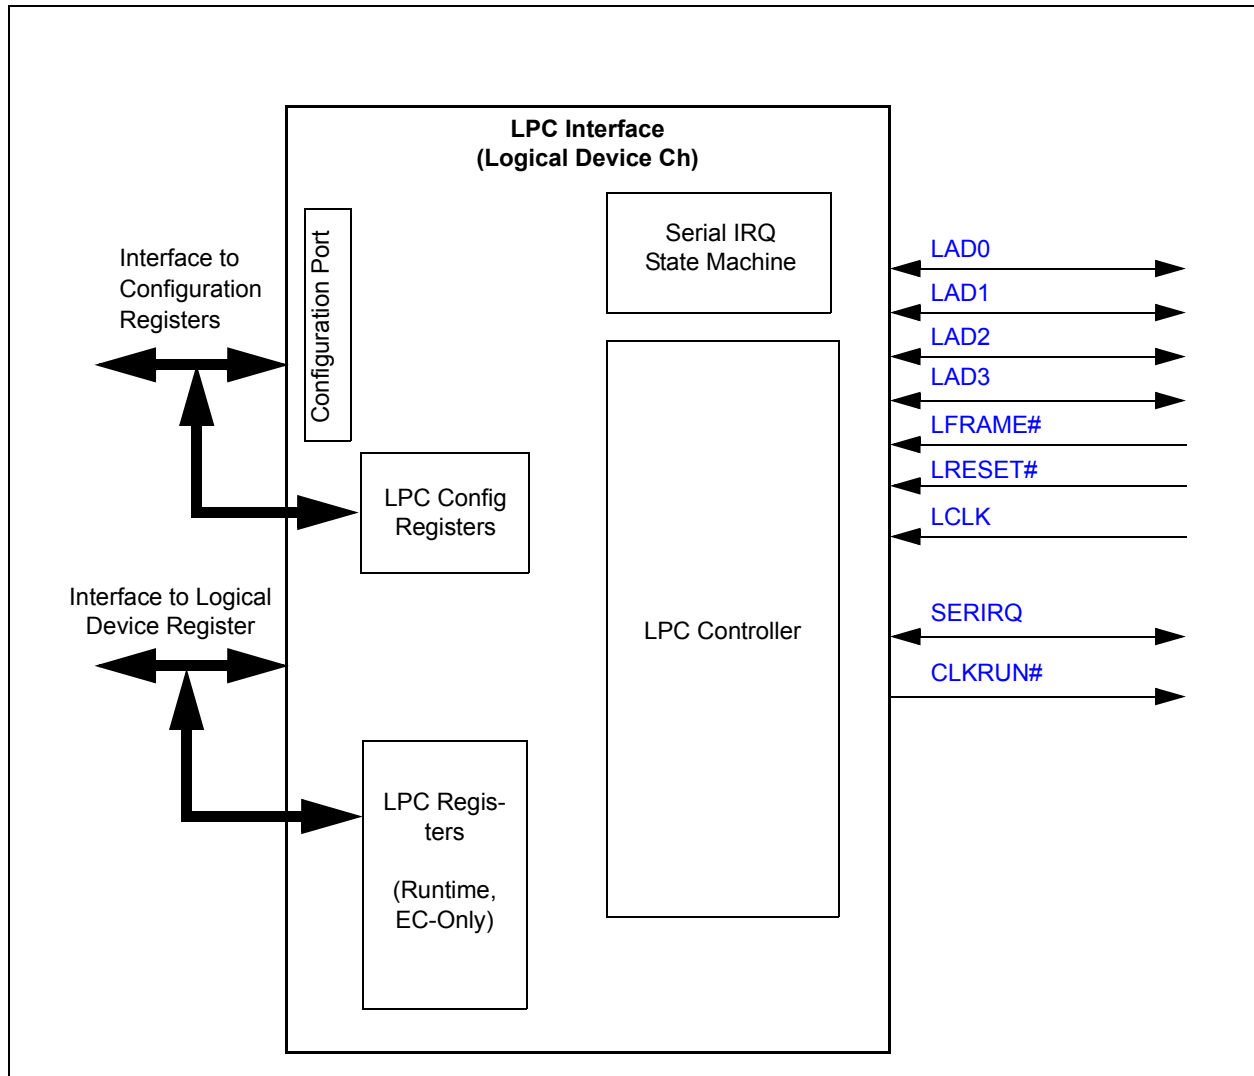 LPC Interface
(Logical Device Ch)
Interface to
Configuration
Registers
Configuration Port
Serial IRQ
State Machine
LPC Config
Registers
Interface to Logical
Device Register
LPC Regis-
ters
(Runtime,
EC-Only)
LPC Controller
LAD0
LAD1
LAD2
LAD3
LFRAME#
LRESET#
LCLK
SERIRQ
CLKRUN#